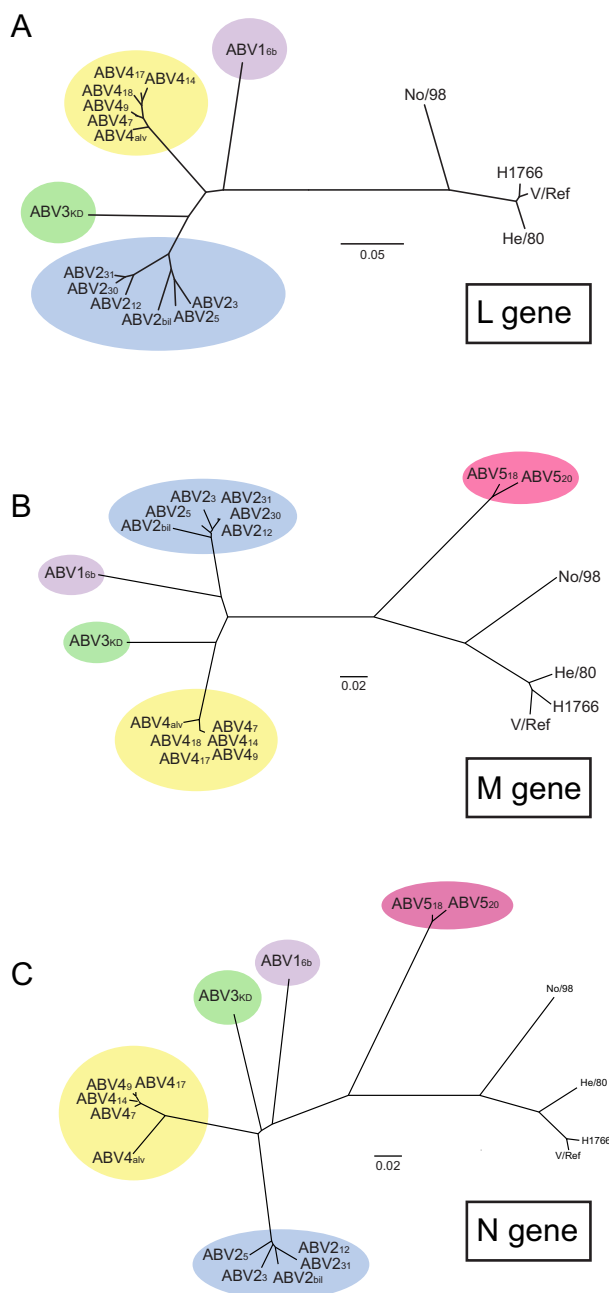 A
ABV16b
ABV417 ABV414
ABV418
ABV49
ABV47
ABV4alv
No/98
H1766
V/Ref
He/80
ABV3KD
0.05
ABV231
ABV230
ABV212
ABV2bil
ABV25
ABV23
L gene
B
ABV518 ABV520
ABV23 ABV231
ABV25 ABV230
ABV2bil ABV212
ABV16b
No/98
ABV3KD
He/80
0.02
H1766
V/Ref
ABV4alv ABV47
ABV418 ABV414
ABV417 ABV49
M gene
C
ABV518 ABV520
ABV16b
ABV3KD
No/98
ABV49 ABV417
ABV414
ABV47
He/80
H1766
V/Ref
ABV4alv
0.02
ABV25 ABV212
ABV231
ABV23 ABV2bil
N gene